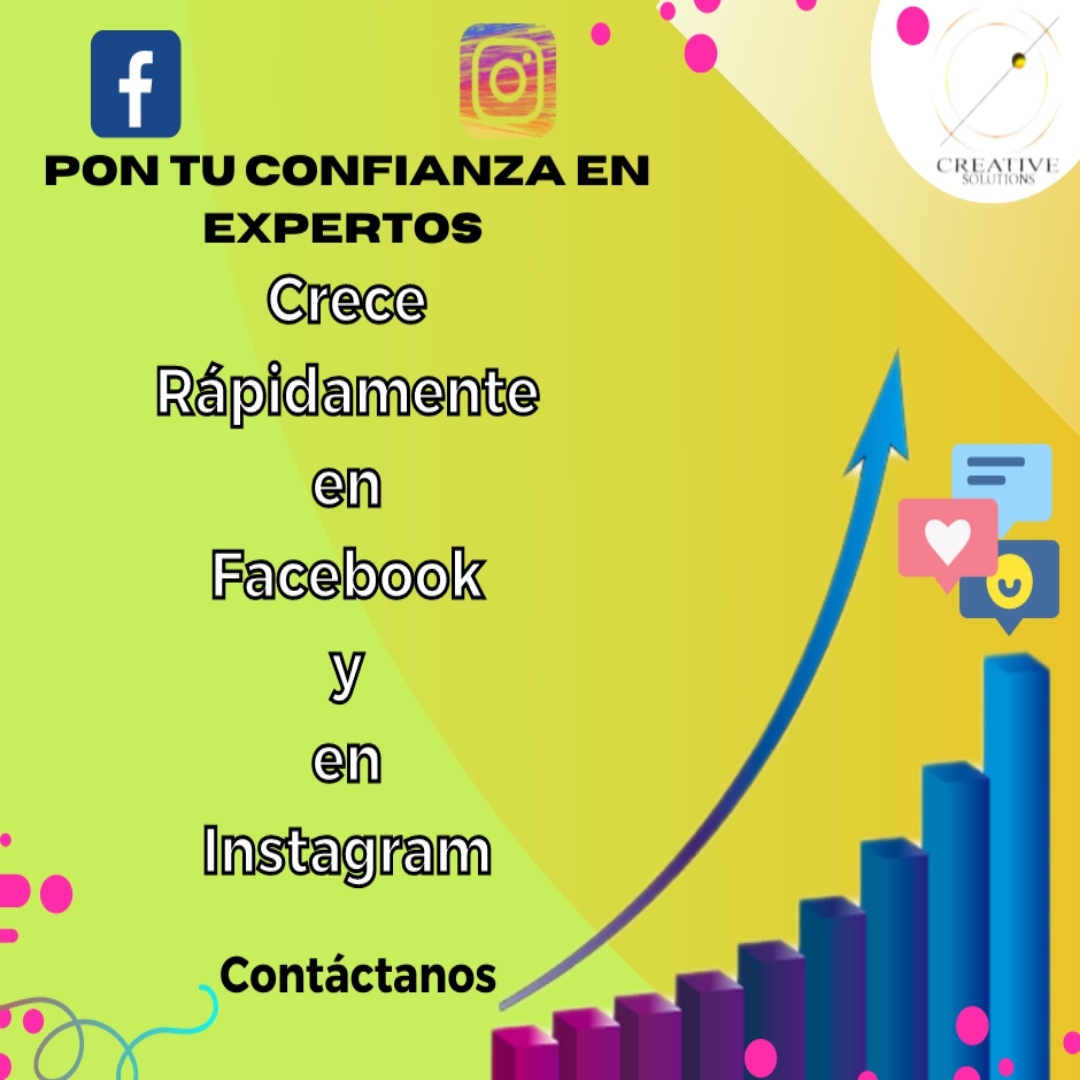 PON TU CONFIANZA EN
EXPERTOS
Crece
Rápidamente
en
Facebook
y
en
Instagram
Contáctanos
CREATIVE
SOLUTIONS